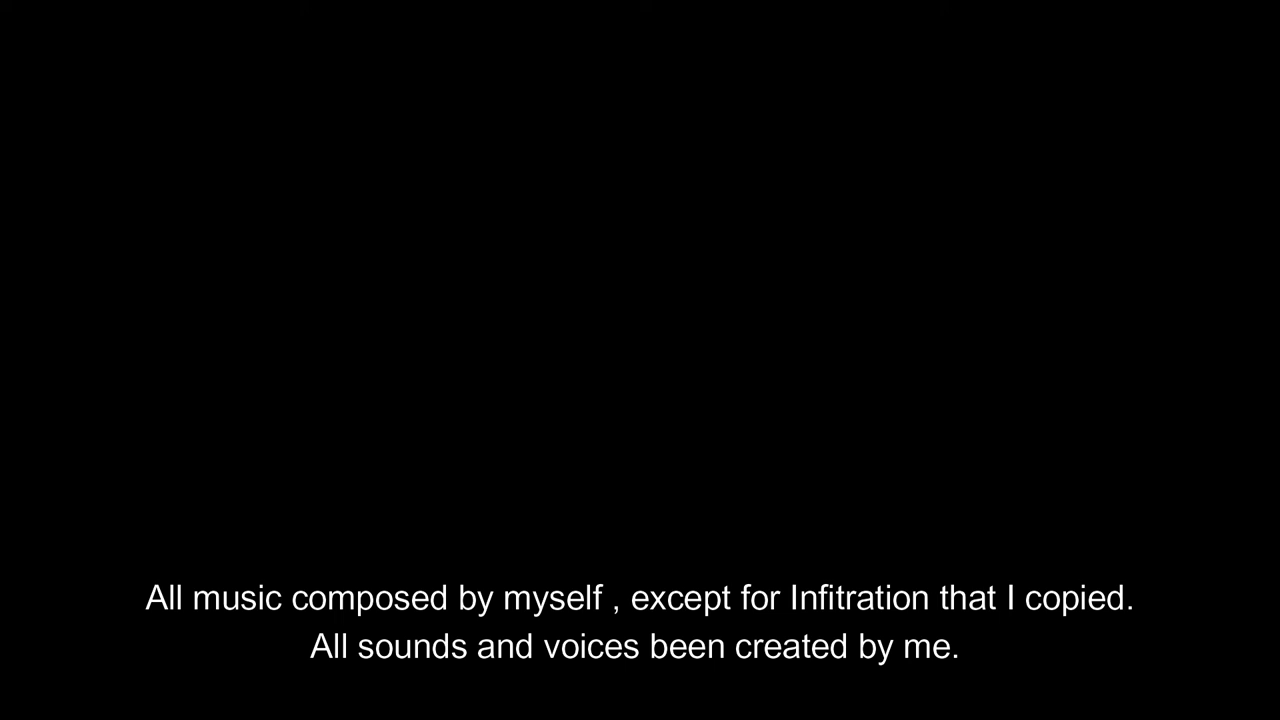 All music composed by myself , except for Infitration that I copied.
All sounds and voices been created by me.